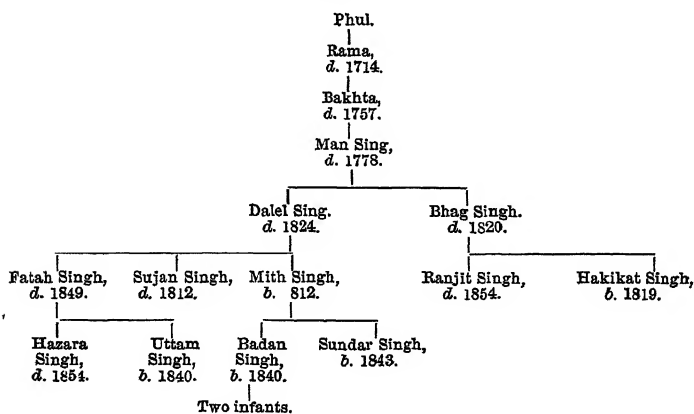 Phul.
Rama,
d. 1714.
Bakhta,
d. 1757.
Man Sing,
d. 1778.
Dalel Sing. Bhag Singh.
d. 1824. d. 1820.
Fatah Singh, Sujan Singh, Mith Singh, Ranjit Singh, Hakikat Singh,
d. 1849. d. 1812. b. 812. d. 1854. b. 1819.
Hazara Uttam Badan Sundar Singh,
Singh, Singh, Singh, b. 1843.
d. 1854. b. 1840. b. 1840.
Two infants.